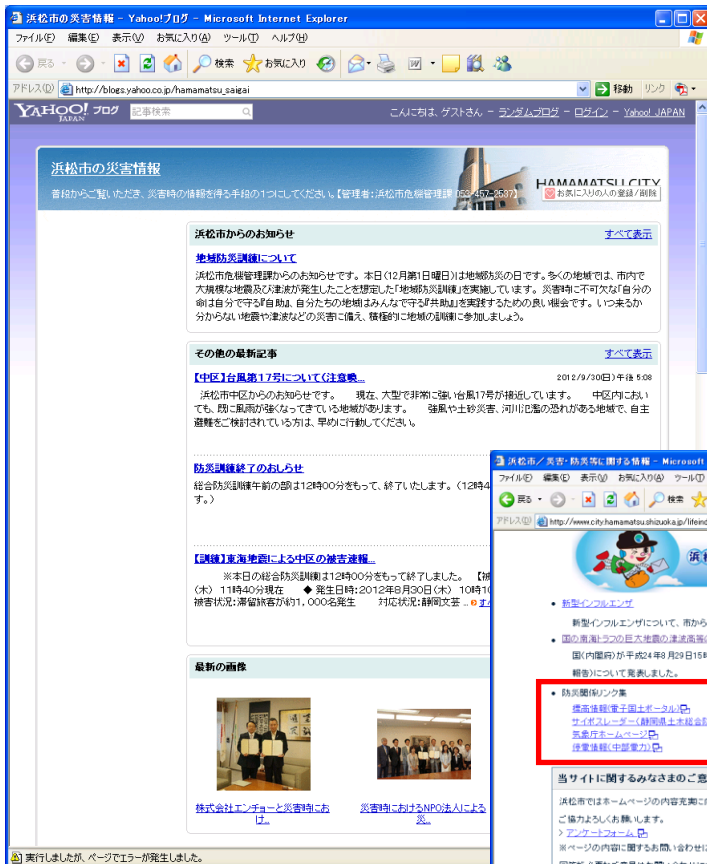 浜松市の災害情報 - Yahoo!ブログ - Microsoft Internet Explorer
ファイル(F) 編集(E) 表示(V) お気に入り(A) ツール(T) ヘルプ(H)
戻る 検索 お気に入り
アドレス(D) http://blogs.yahoo.co.jp/hamamatsu_saigai 移動 リンク
YAHOO! JAPAN ブログ 記事検索 こんにちは、ゲストさん - ランダムブログ - ログイン - Yahoo! JAPAN
浜松市の災害情報
HAMAMATSU CITY
普段からご覧いただき、災害時の情報を得る手段の1つにしてください。【管理者:浜松市危機管理課 053-457-2537】
お気に入りの人の登録/削除
浜松市からのお知らせ すべて表示
地域防災訓練について
浜松市危機管理課からのお知らせです。本日(12月第1日曜日)は地域防災の日です。多くの地域では、市内で
大規模な地震及び津波が発生したことを想定した「地域防災訓練」を実施しています。災害時に不可欠な『自分の
命は自分で守る『自助』、自分たちの地域はみんなで守る『共助』』を実践するための良い機会です。いつ来るか
分からない地震や津波などの災害に備え、積極的に地域の訓練に参加しましょう。
その他の最新記事 すべて表示
【中区】台風第17号について(注意喚... 2012/9/30(日) 午後 5:08
浜松市中区からのお知らせです。 現在、大型で非常に強い台風17号が接近しています。 中区内におい
ても、既に風雨が強くなってきている地域があります。 強風や土砂災害、河川氾濫の恐れがある地域で、自主
避難をご検討されている方は、早めに行動してください。
防災訓練終了のおしらせ
総合防災訓練午前の部は12時00分をもって、終了いたします。(12時4
す。)
【訓練】東海地震による中区の被害速報...
※本日の総合防災訓練は12時00分をもって終了しました。 【被
(木) 11時40分現在 ◆ 発生日時:2012年8月30日(木) 10時10
被害状況:滞留旅客が約1,000名発生 対応状況:静岡文芸 ..
最新の画像
株式会社エンチョーと災害時にお
け..
災害時におけるNPO法人による
災..
実行しましたが、ページでエラーが発生しました。
浜松市/災害・防災等に関する情報 - Microsoft
ファイル(F) 編集(E) 表示(V) お気に入り(A) ツール(T)
戻る 検索
アドレス(D) http://www.city.hamamatsu.shizuoka.jp/lifeind
新型インフルエンザ
新型インフルエンザについて、市から
国の南海トラフの巨大地震の津波高等の
国(内閣府)が平成24年8月29日15時
報告)について発表しました。
防災関係リンク集
標高情報(電子国土ポータル)
サイポスレーダー(静岡県土木総合防
気象庁ホームページ
停電情報(中部電力)
当サイトに関するみなさまのご意
浜松市ではホームページの内容充実に
ご協力よろしくお願いします。
> アンケートフォーム
※ページの内容に関するお問い合わせに